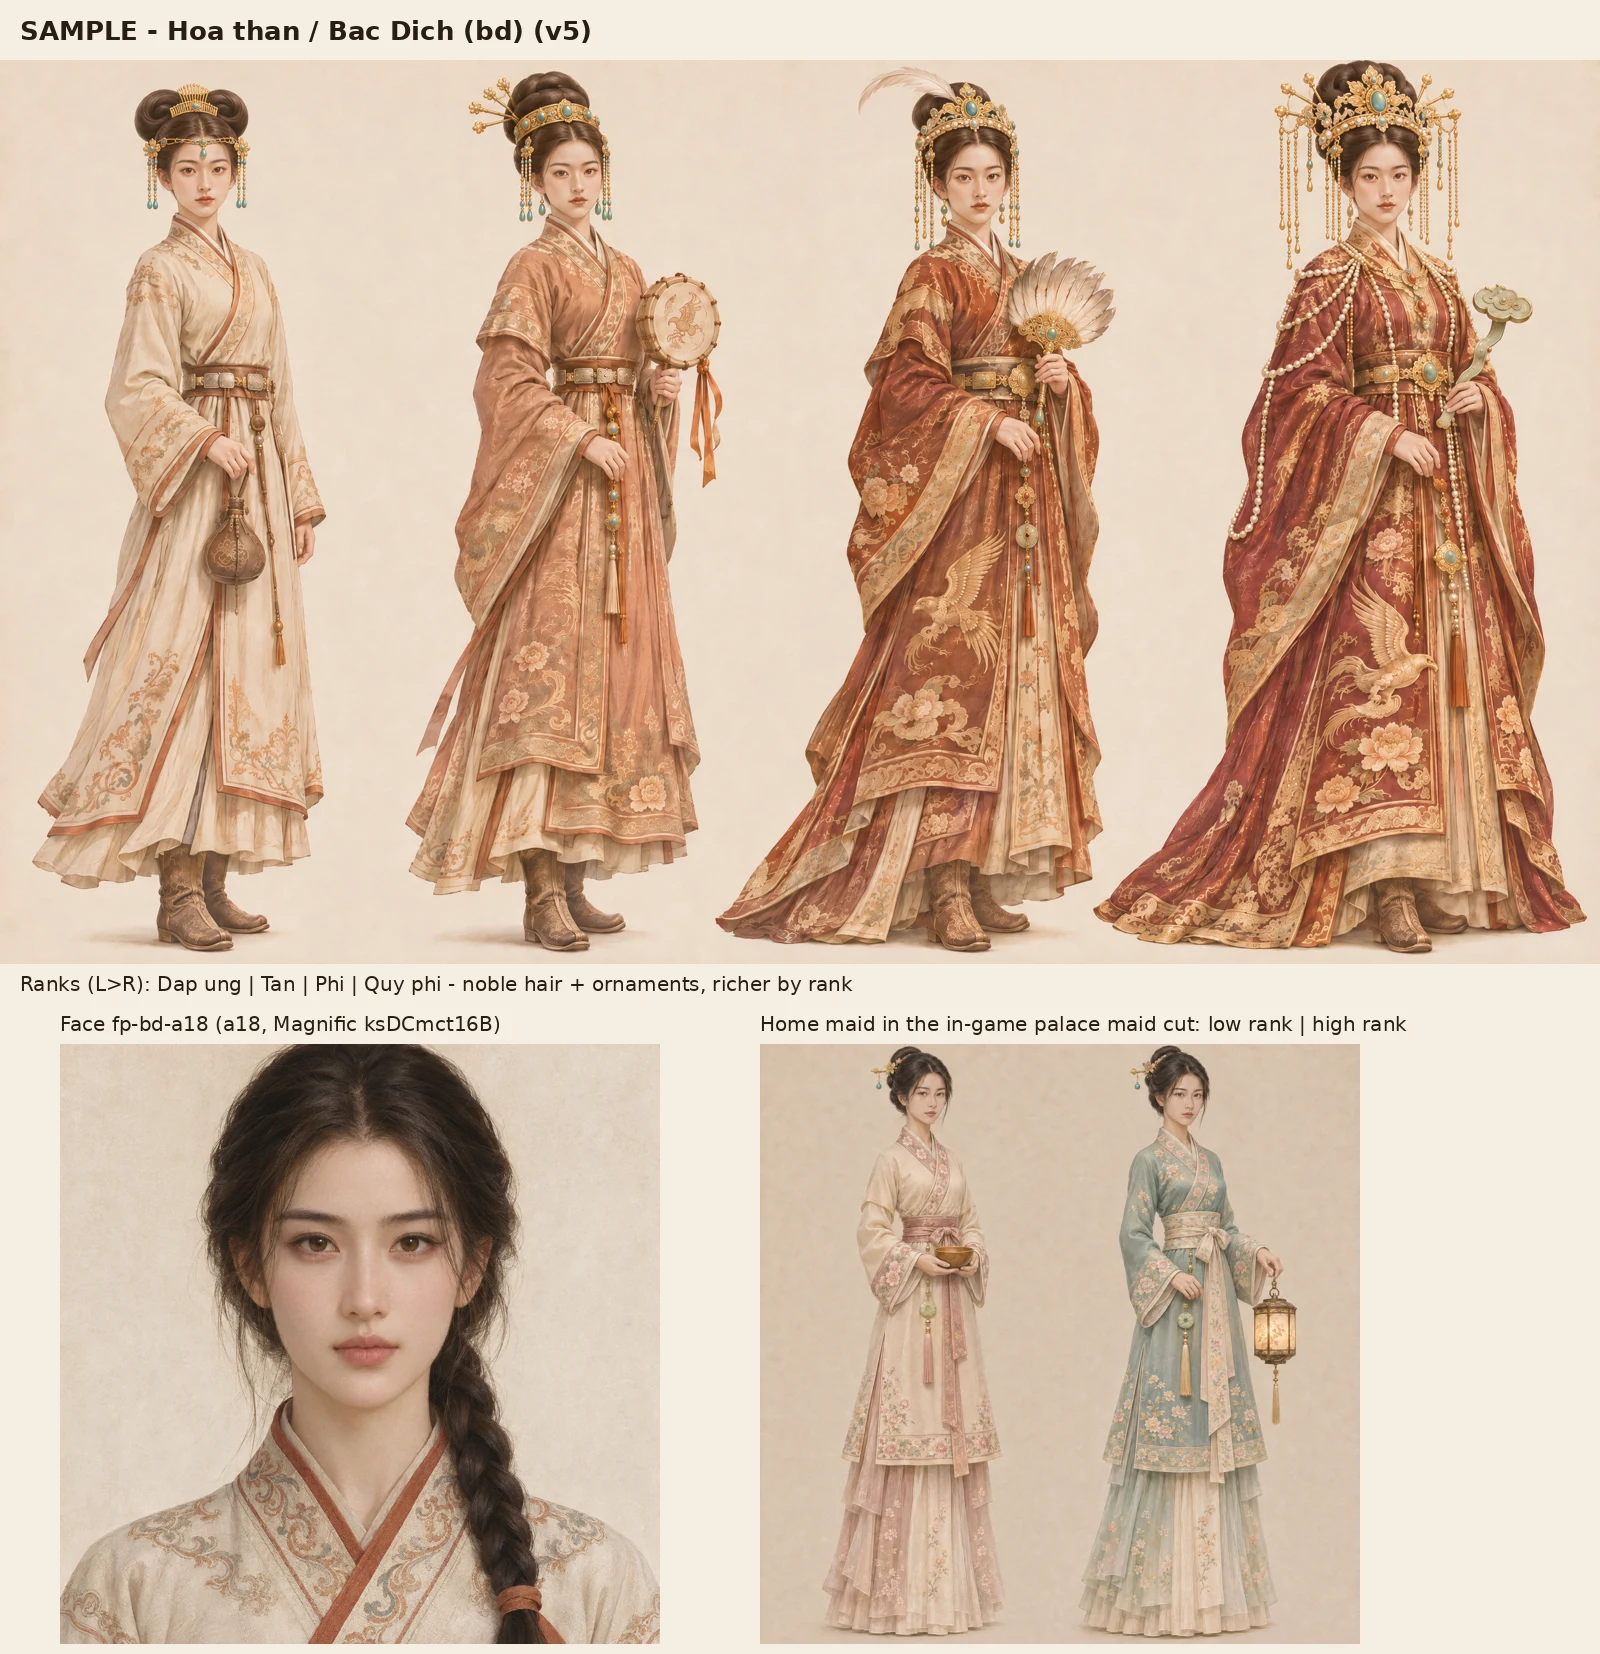 SAMPLE - Hoa than / Bac Dich (bd) (v5)
Ranks (L>R): Dap ung | Tan | Phi | Quy phi - noble hair + ornaments, richer by rank
Face fp-bd-a18 (a18, Magnific ksDCmct16B)
Home maid in the in-game palace maid cut: low rank | high rank